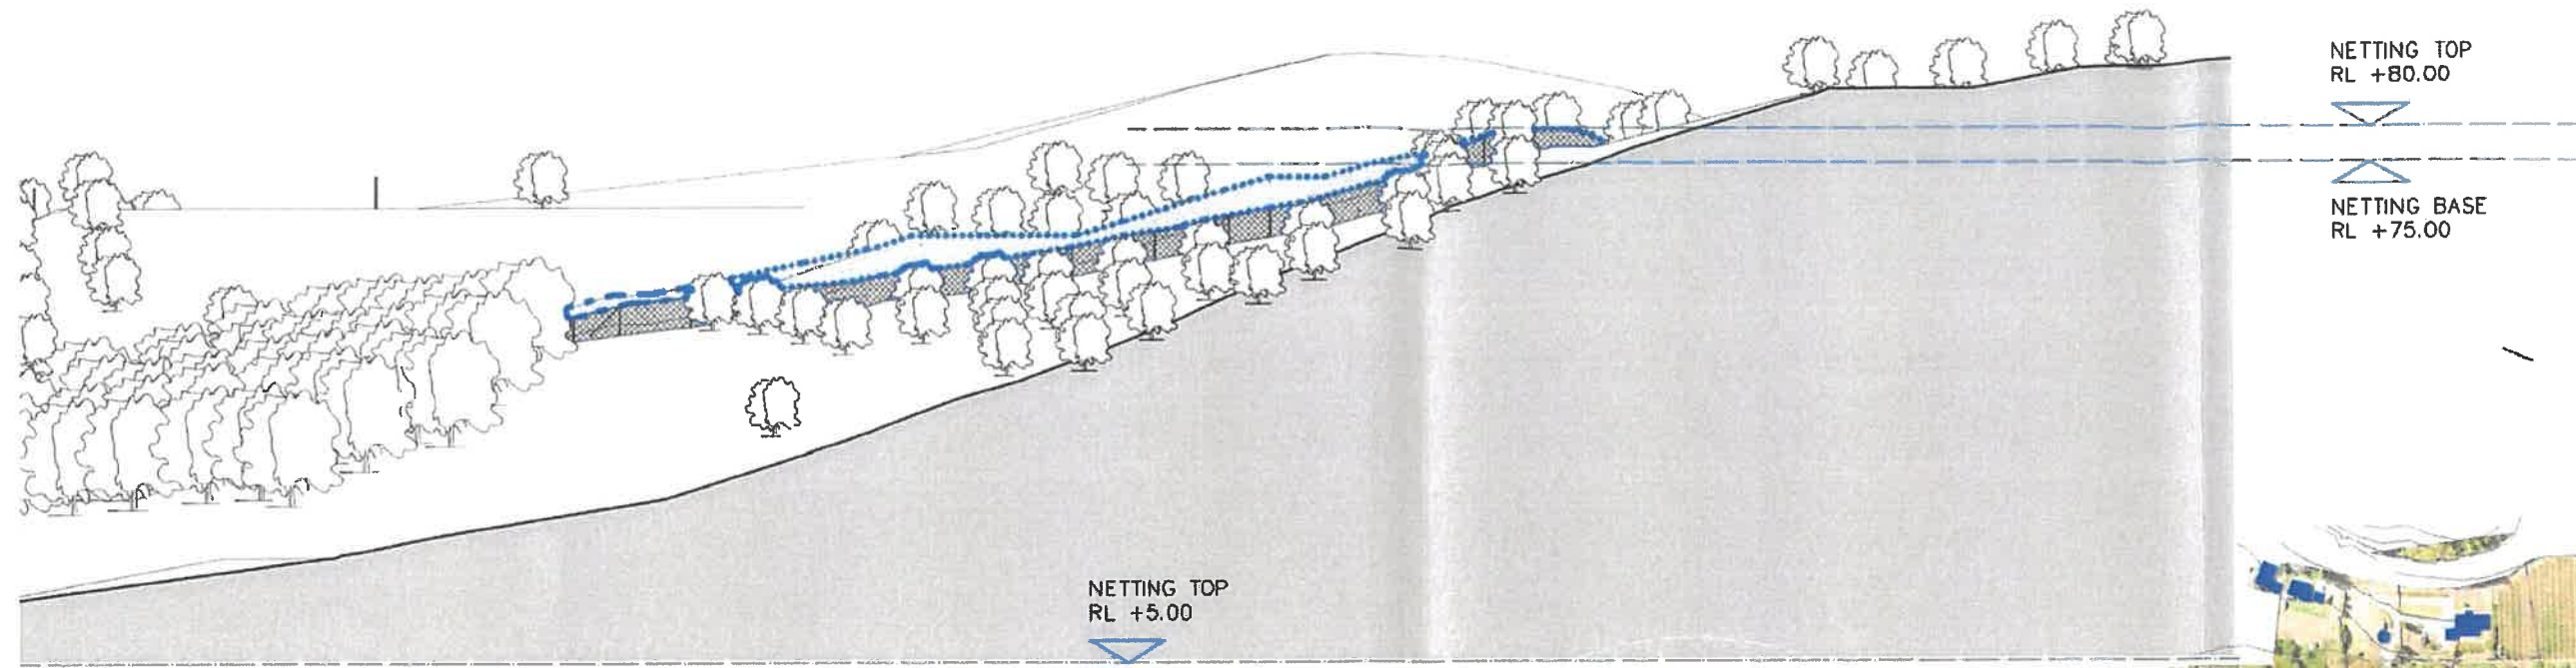 NETTING TOP
RL +80.00
NETTING BASE
RL +75.00
NETTING TOP
RL +5.00